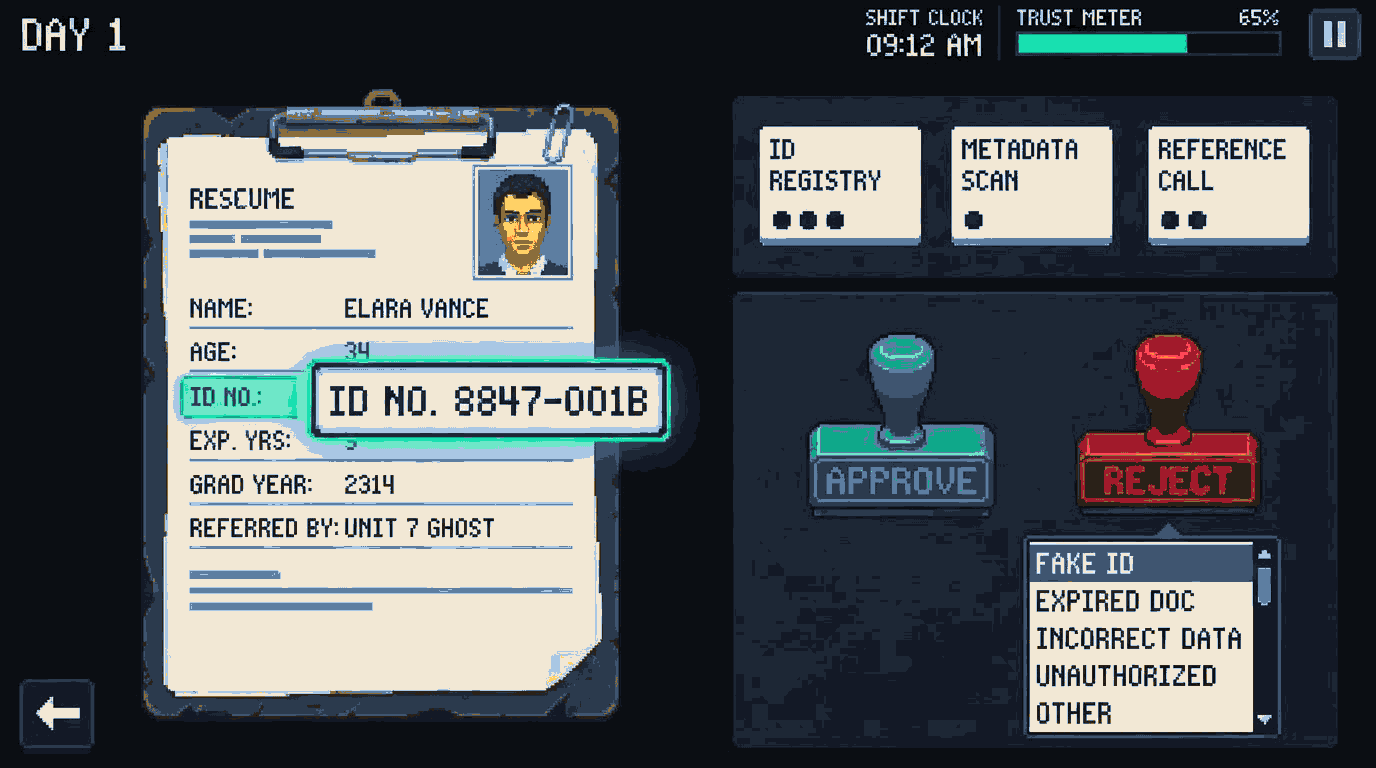 DAY 1
SHIFT CLOCK
09:12 AM
TRUST METER 65%
RESCUME
NAME: ELARA VANCE
AGE: 34
ID NO.:
ID NO. 8847-001B
EXP. YRS:
GRAD YEAR: 2314
REFERRED BY: UNIT 7 GHOST
ID
REGISTRY
METADATA
SCAN
REFERENCE
CALL
APPROVE
REJECT
FAKE ID
EXPIRED DOC
INCORRECT DATA
UNAUTHORIZED
OTHER